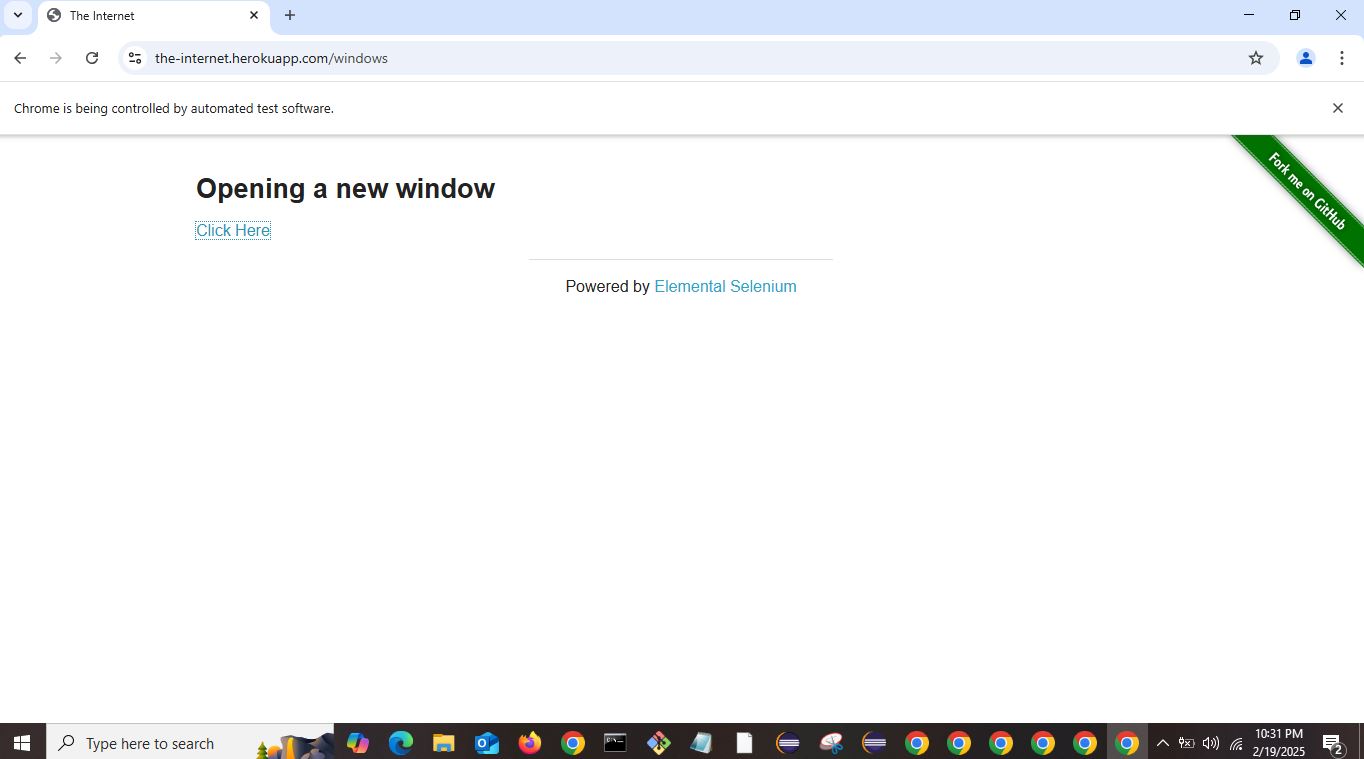 The Internet
the-internet.herokuapp.com/windows
Chrome is being controlled by automated test software.
Fork me on GitHub
Opening a new window
Click Here
Powered by Elemental Selenium
Type here to search
10:31 PM
2/19/2025
2